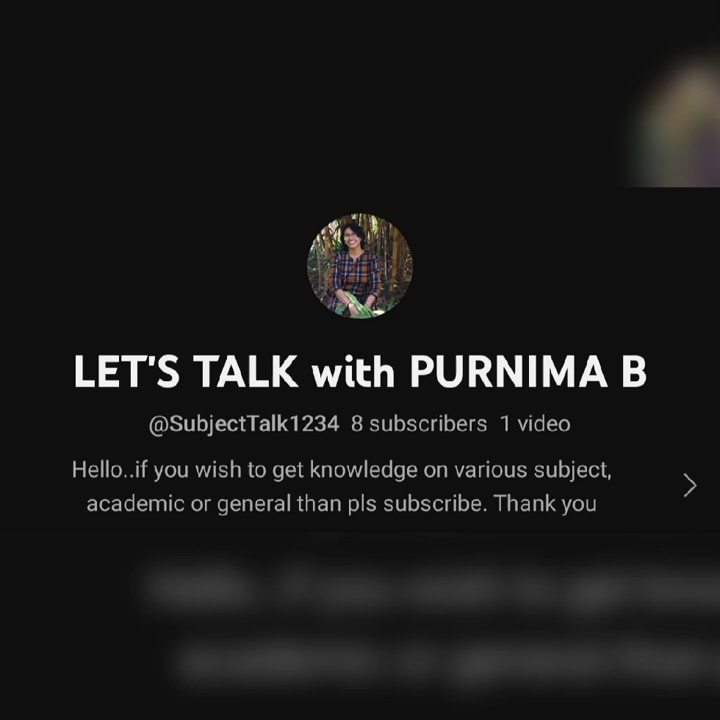 LET'S TALK with PURNIMA B
@SubjectTalk1234 8 subscribers 1 video
Hello..if you wish to get knowledge on various subject,
academic or general than pls subscribe. Thank you